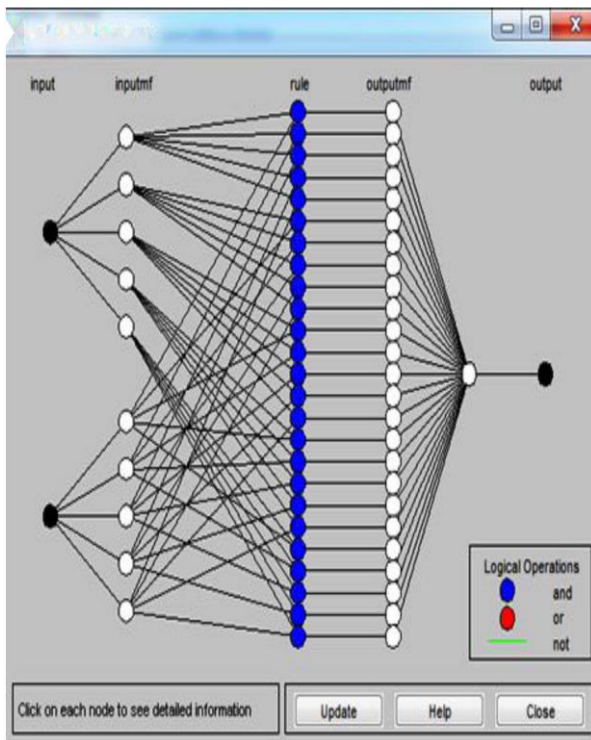 input inputmf rule outputmf output
Logical Operations
and
or
not
Click on each node to see detailed information
Update Help Close